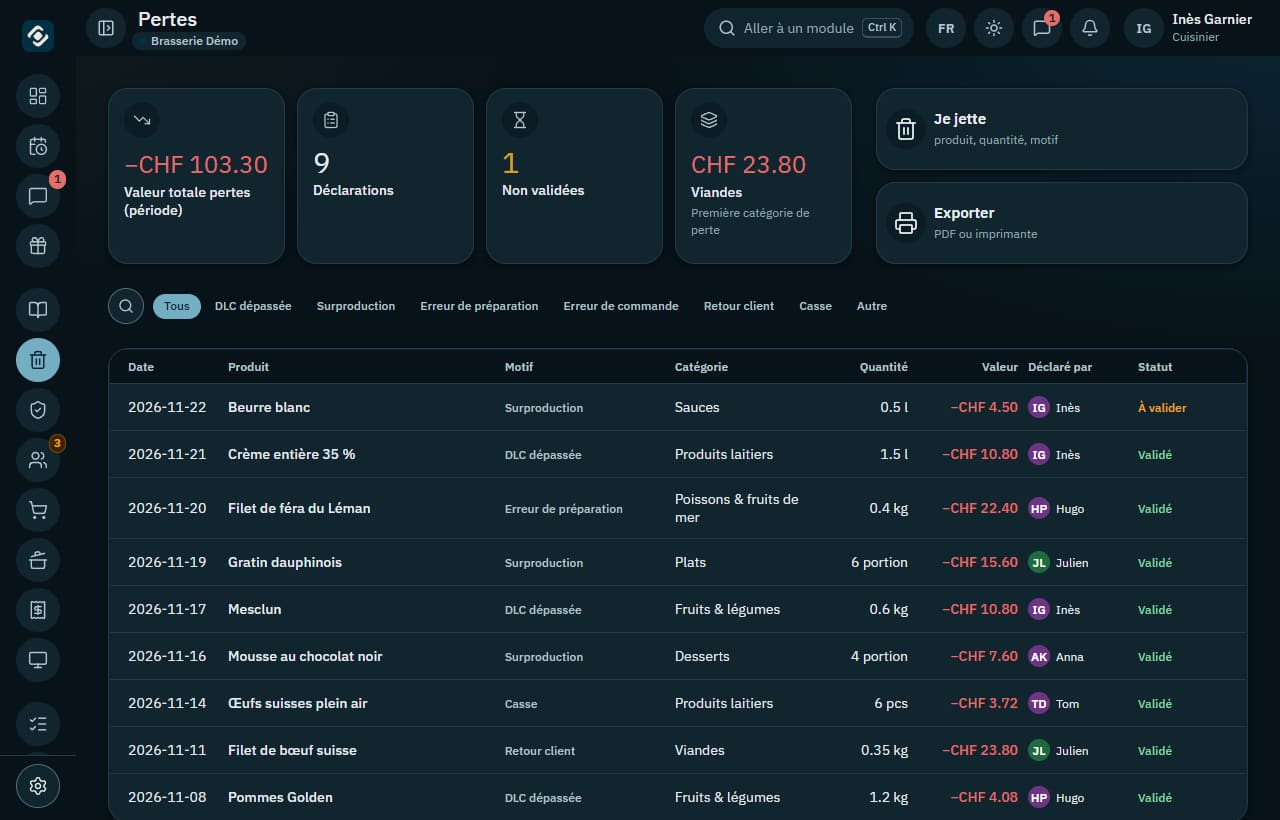 Pertes
Brasserie Démo
Aller à un module Ctrl K
FR
1
IG
Inès Garnier
Cuisinier
1
3
−CHF 103.30
Valeur totale pertes
(période)
9
Déclarations
1
Non validées
CHF 23.80
Viandes
Première catégorie de
perte
Je jette
produit, quantité, motif
Exporter
PDF ou imprimante
Tous DLC dépassée Surproduction Erreur de préparation Erreur de commande Retour client Casse Autre
Date Produit Motif Catégorie Quantité Valeur Déclaré par Statut
2026-11-22 Beurre blanc Surproduction Sauces 0.5 l −CHF 4.50 IG Inès À valider
2026-11-21 Crème entière 35 % DLC dépassée Produits laitiers 1.5 l −CHF 10.80 IG Inès Validé
2026-11-20 Filet de féra du Léman Erreur de préparation Poissons & fruits de
mer 0.4 kg −CHF 22.40 HP Hugo Validé
2026-11-19 Gratin dauphinois Surproduction Plats 6 portion −CHF 15.60 JL Julien Validé
2026-11-17 Mesclun DLC dépassée Fruits & légumes 0.6 kg −CHF 10.80 IG Inès Validé
2026-11-16 Mousse au chocolat noir Surproduction Desserts 4 portion −CHF 7.60 AK Anna Validé
2026-11-14 Œufs suisses plein air Casse Produits laitiers 6 pcs −CHF 3.72 TD Tom Validé
2026-11-11 Filet de bœuf suisse Retour client Viandes 0.35 kg −CHF 23.80 JL Julien Validé
2026-11-08 Pommes Golden DLC dépassée Fruits & légumes 1.2 kg −CHF 4.08 HP Hugo Validé